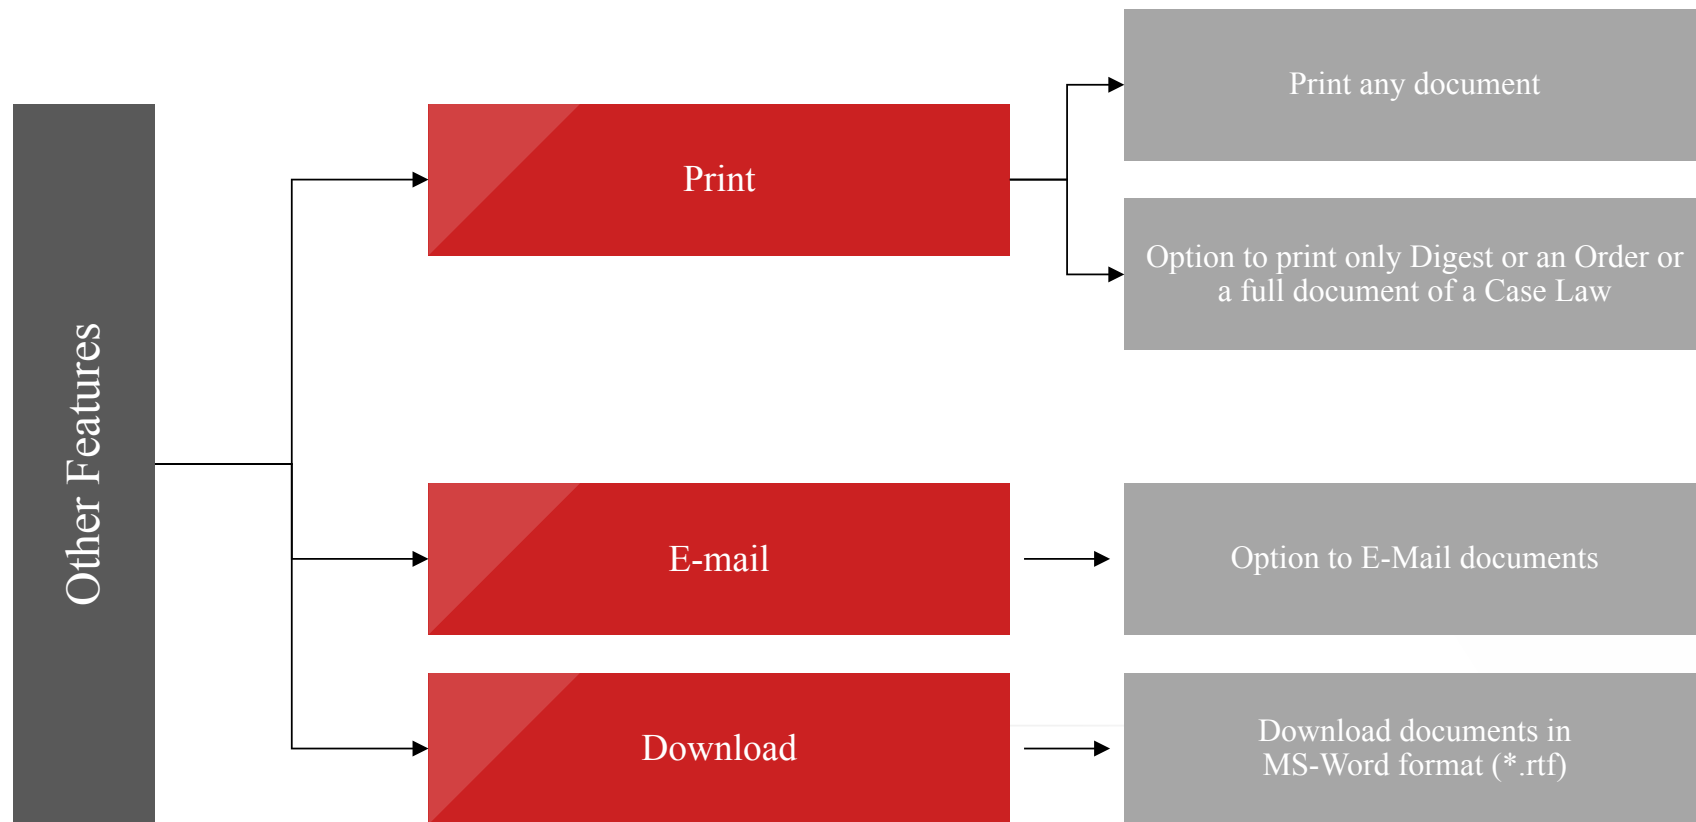 Other Features
Print
Print any document
Option to print only Digest or an Order or
a full document of a Case Law
E-mail
Option to E-Mail documents
Download
Download documents in
MS-Word format (*.rtf)